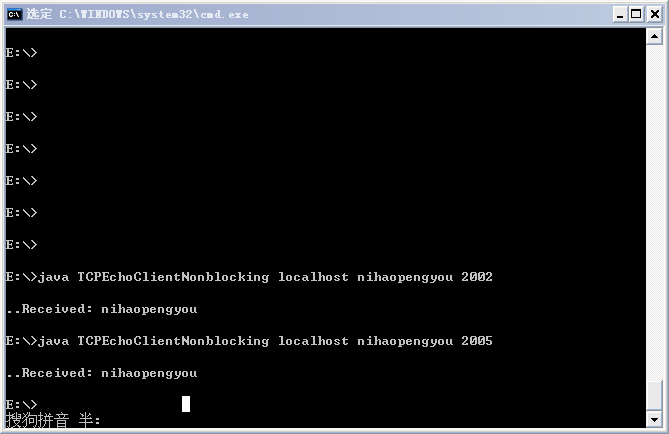 选定 C:\WINDOWS\system32\cmd.exe
E:\>
E:\>
E:\>
E:\>
E:\>
E:\>
E:\>
E:\>java TCPEchoClientNonblocking localhost nihaopengyou 2002
..Received: nihaopengyou
E:\>java TCPEchoClientNonblocking localhost nihaopengyou 2005
..Received: nihaopengyou
E:\>
搜狗拼音 半: